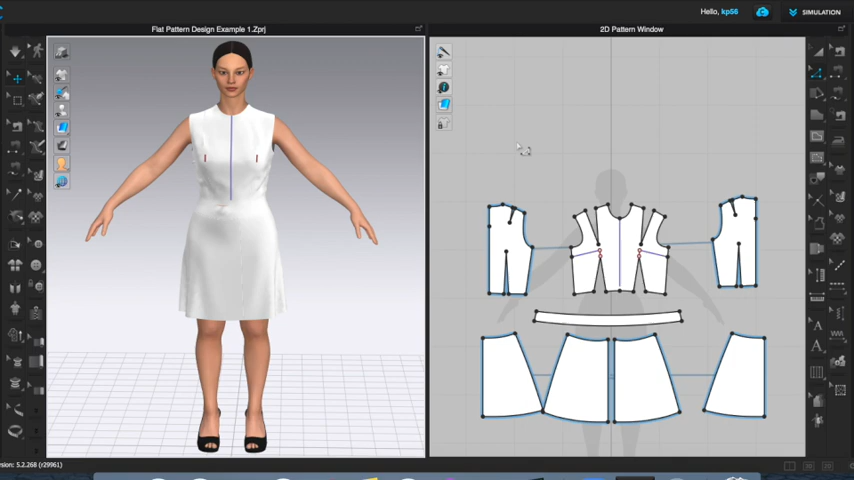 Hello, kp56
SIMULATION
Flat Pattern Design Example 1.Zprj
2D Pattern Window
ersion: 5.2.268 (r29961)